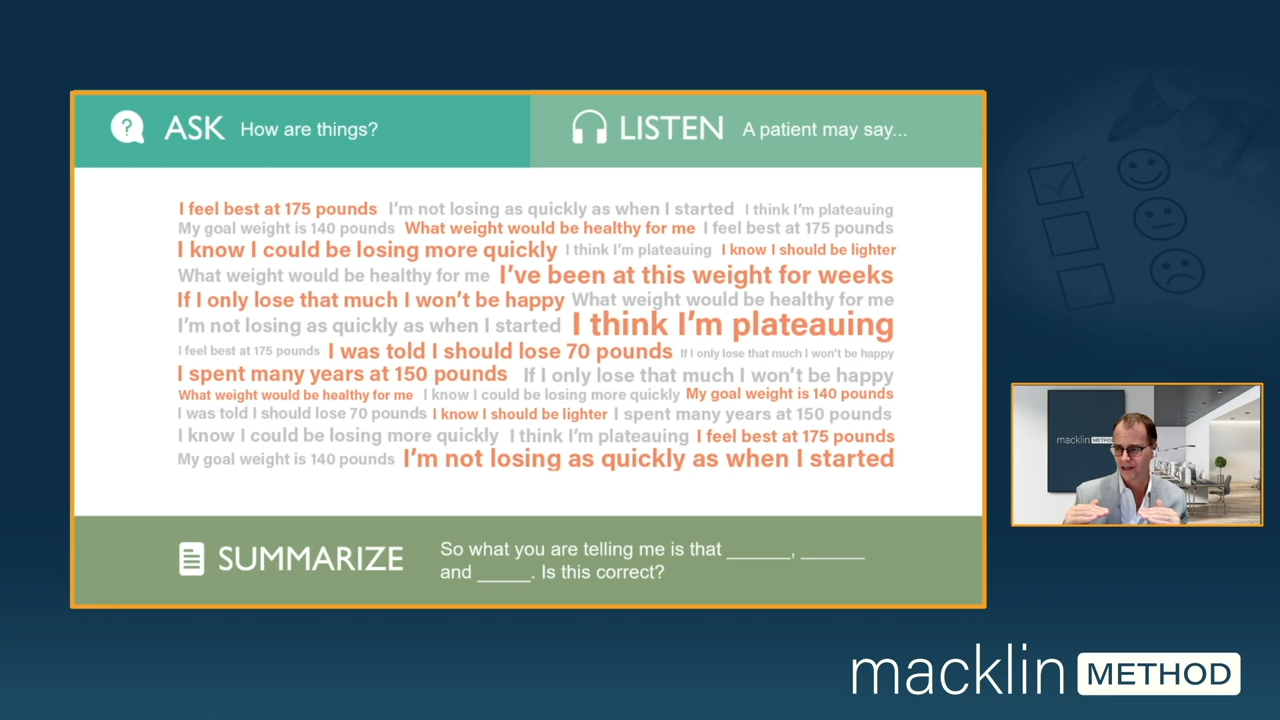 ASK How are things?
LISTEN A patient may say...
I feel best at 175 pounds I'm not losing as quickly as when I started I think I'm plateauing
My goal weight is 140 pounds What weight would be healthy for me I feel best at 175 pounds
I know I could be losing more quickly I think I'm plateauing I know I should be lighter
What weight would be healthy for me I've been at this weight for weeks
If I only lose that much I won't be happy What weight would be healthy for me
I'm not losing as quickly as when I started I think I'm plateauing
I feel best at 175 pounds I was told I should lose 70 pounds If I only lose that much I won't be happy
I spent many years at 150 pounds If I only lose that much I won't be happy
What weight would be healthy for me I know I could be losing more quickly My goal weight is 140 pounds
I was told I should lose 70 pounds I know I should be lighter I spent many years at 150 pounds
I know I could be losing more quickly I think I'm plateauing I feel best at 175 pounds
My goal weight is 140 pounds I'm not losing as quickly as when I started
SUMMARIZE
So what you are telling me is that ______, ______
and _____. Is this correct?
macklin METHOD
macklin METHOD